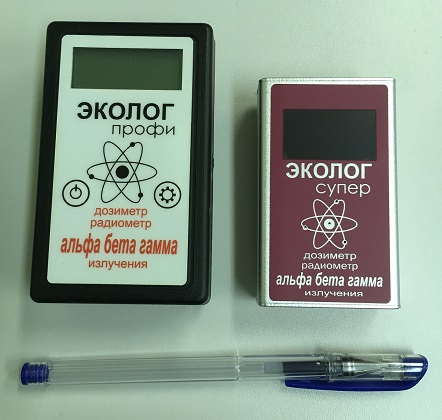 ЭКОЛОГ
профи
дозиметр
радиометр
альфа бета гамма
излучения
ЭКОЛОГ
супер
дозиметр
радиометр
альфа бета гамма
излучения